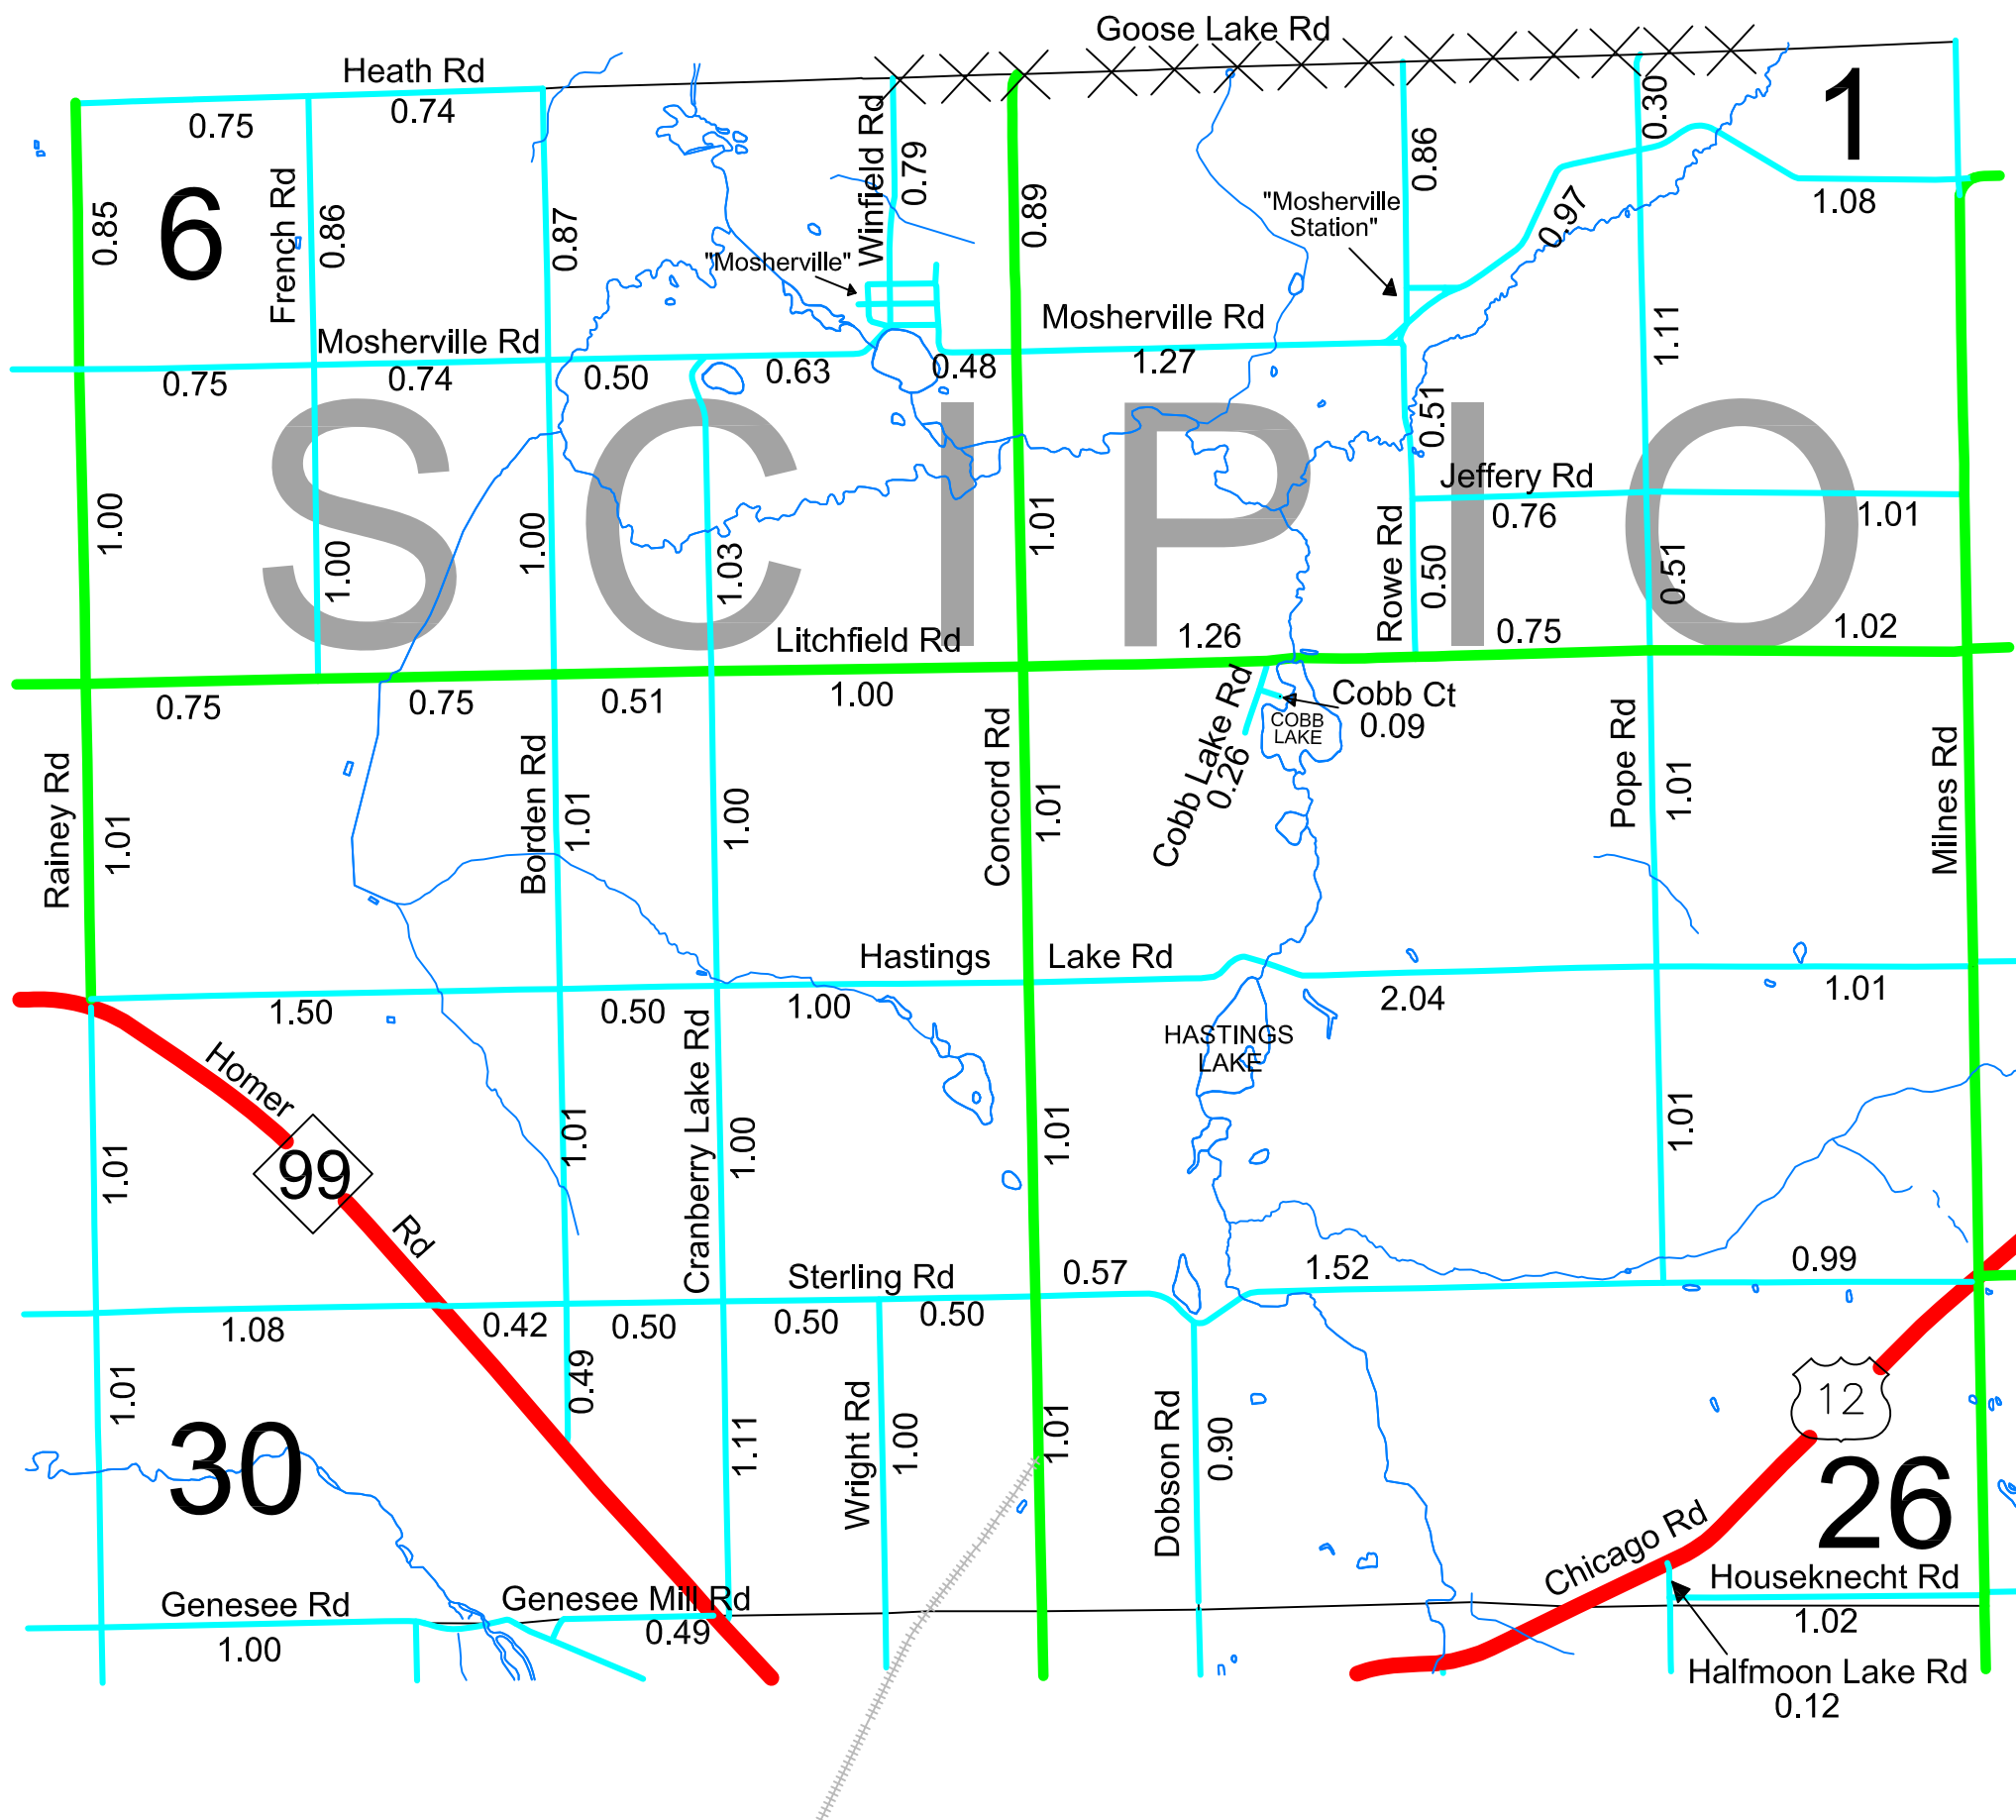 Goose Lake Rd
Heath Rd
0.75
0.74
0.30
1
Winfield Rd
0.79
0.86
6
French Rd
0.85
0.86
0.87
0.89
"Mosherville
Station"
0.97
1.08
"Mosherville"
Mosherville Rd
Mosherville Rd
1.11
0.75
0.74
0.50
0.63
0.48
1.27
0.51
SCIPIO
Jeffery Rd
0.76
1.01
1.00
1.00
1.00
1.03
1.01
Rowe Rd
0.50
0.51
Litchfield Rd
1.26
0.75
1.02
0.75
0.75
0.51
1.00
Cobb Lake Rd
0.26
Cobb Ct
0.09
COBB
LAKE
Rainey Rd
1.01
Borden Rd
1.01
1.00
Concord Rd
1.01
Pope Rd
1.01
Milnes Rd
Hastings Lake Rd
1.50
0.50
1.00
2.04
1.01
HASTINGS
LAKE
Homer Rd
99
1.01
1.01
Cranberry Lake Rd
1.00
1.01
1.01
Sterling Rd
0.57
1.52
0.99
1.08
0.42
0.50
0.50
0.50
1.01
0.49
1.11
Wright Rd
1.00
1.01
Dobson Rd
0.90
12
30
26
Chicago Rd
Houseknecht Rd
1.02
Genesee Rd
1.00
Genesee Mill Rd
0.49
Halfmoon Lake Rd
0.12